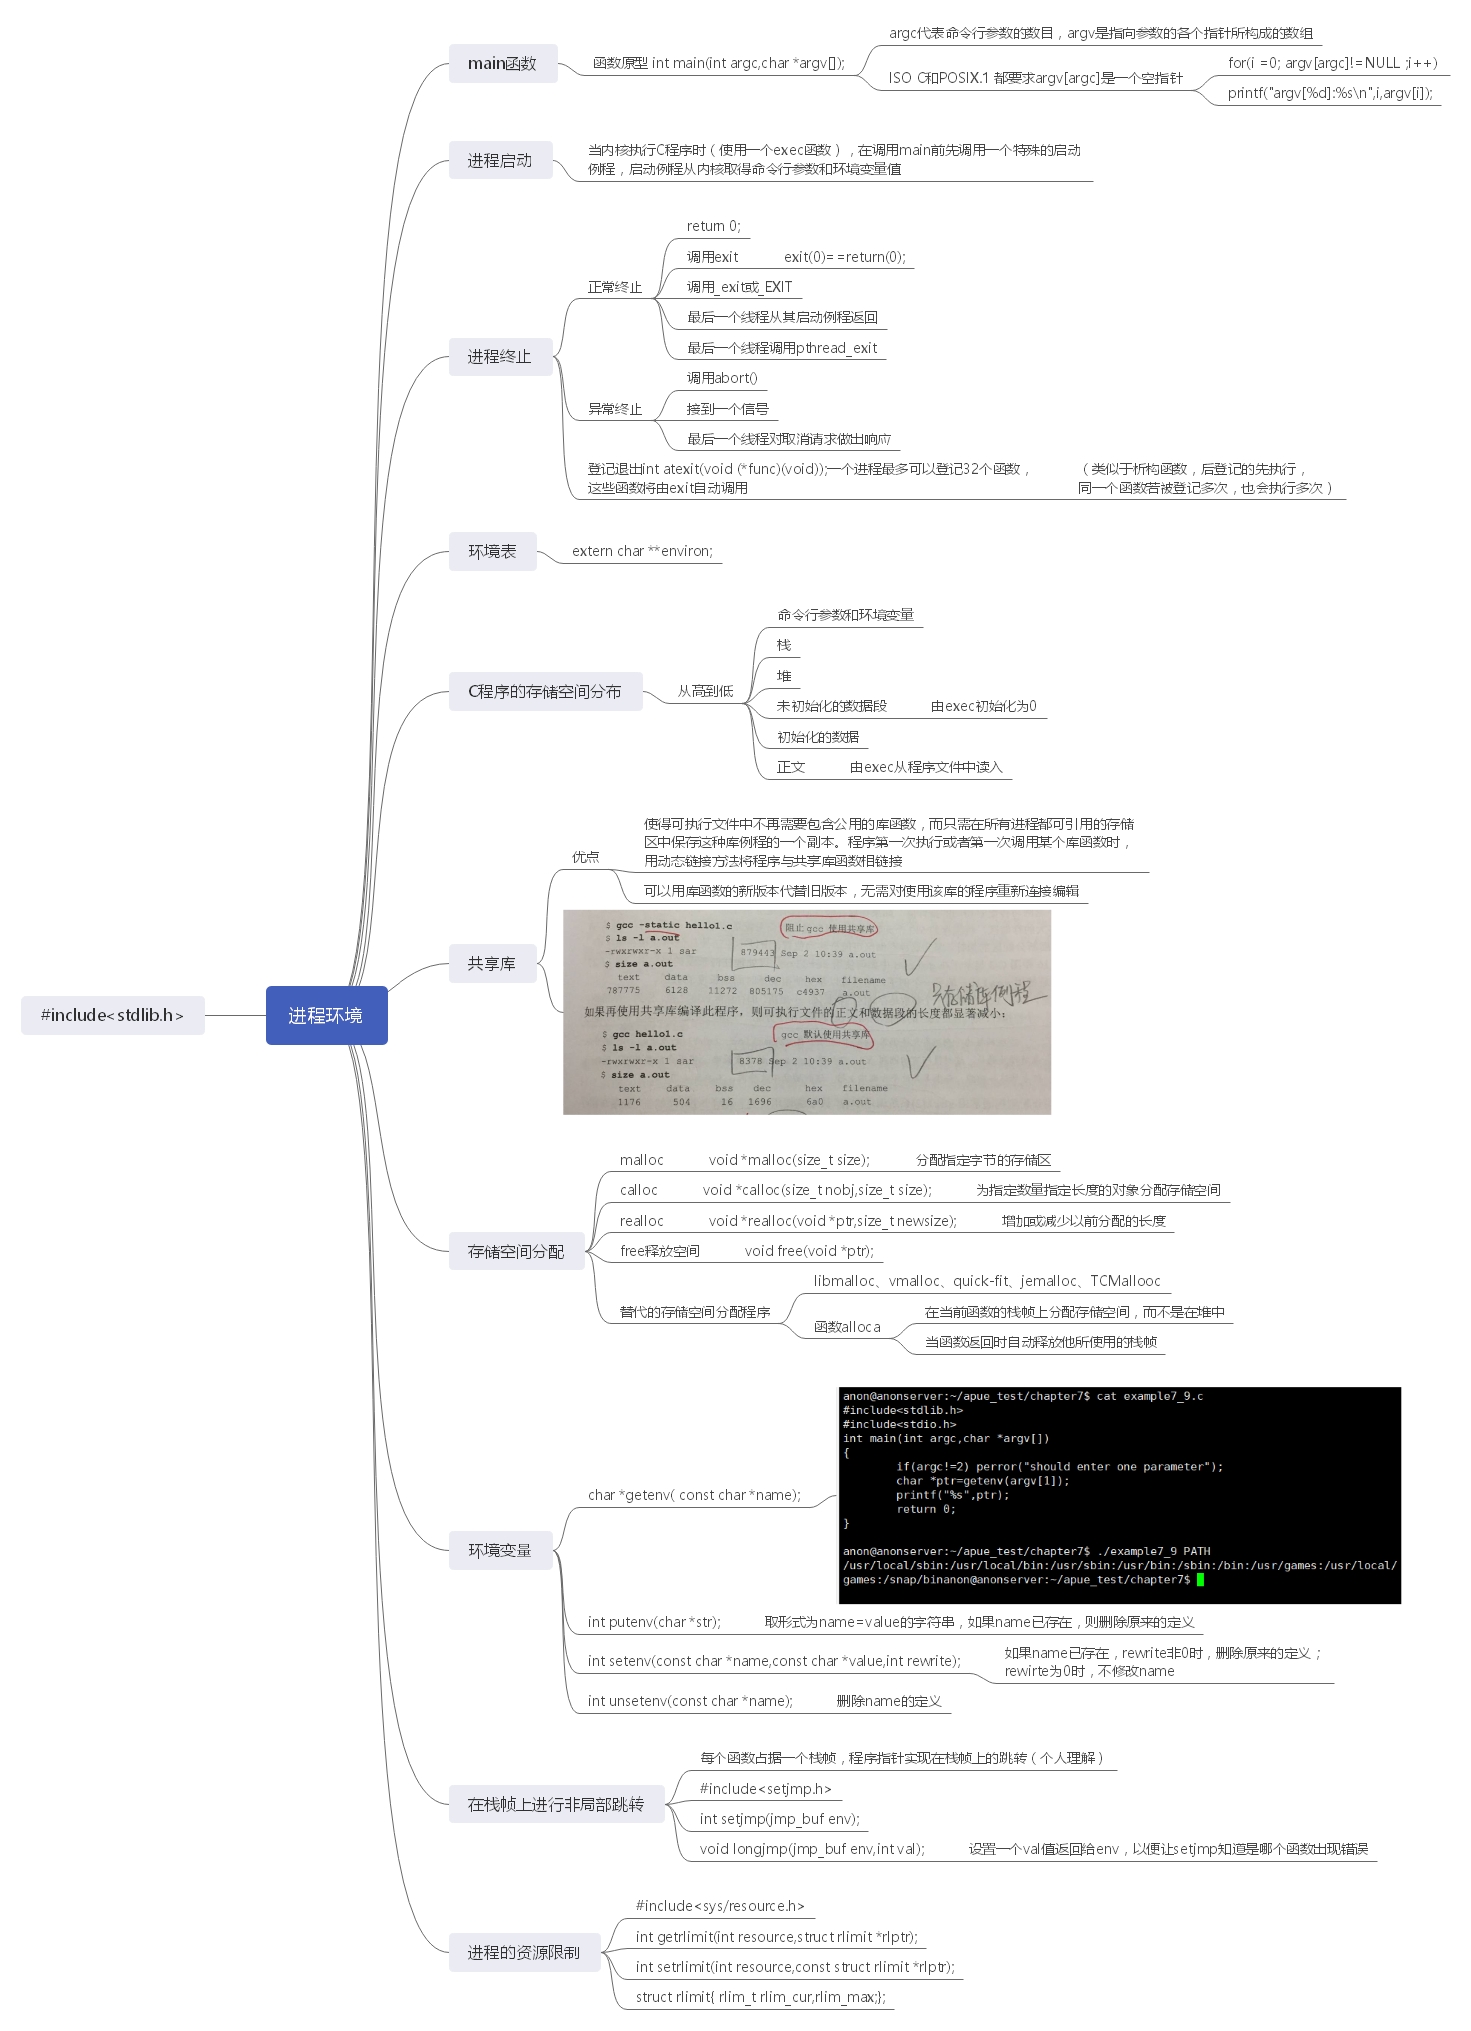 #include<stdlib.h>
进程环境
main函数
函数原型 int main(int argc,char *argv[]);
argc代表命令行参数的数目，argv是指向参数的各个指针所构成的数组
ISO C和POSIX.1 都要求argv[argc]是一个空指针
for(i =0; argv[argc]!=NULL ;i++)
printf("argv[%d]:%s\n",i,argv[i]);
进程启动
当内核执行C程序时（使用一个exec函数），在调用main前先调用一个特殊的启动
例程，启动例程从内核取得命令行参数和环境变量值
进程终止
正常终止
return 0;
调用exit
exit(0)==return(0);
调用_exit或_EXIT
最后一个线程从其启动例程返回
最后一个线程调用pthread_exit
异常终止
调用abort()
接到一个信号
最后一个线程对取消请求做出响应
登记退出int atexit(void (*func)(void));一个进程最多可以登记32个函数，
这些函数将由exit自动调用
（类似于析构函数，后登记的先执行，
同一个函数若被登记多次，也会执行多次）
环境表
extern char **environ;
C程序的存储空间分布
从高到低
命令行参数和环境变量
栈
堆
未初始化的数据段
由exec初始化为0
初始化的数据
正文
由exec从程序文件中读入
共享库
优点
使得可执行文件中不再需要包含公用的库函数，而只需在所有进程都可引用的存储
区中保存这种库例程的一个副本。程序第一次执行或者第一次调用某个库函数时，
用动态链接方法将程序与共享库函数相链接
可以用库函数的新版本代替旧版本，无需对使用该库的程序重新连接编辑
$ gcc -static hello1.c 阻止 gcc 使用共享库
$ ls -l a.out
-rwxrwxr-x 1 sar 879443 Sep 2 10:39 a.out
$ size a.out
text data bss dec hex filename
787775 6128 11272 805175 c4937 a.out
只存储库例程
如果再使用共享库编译此程序，则可执行文件的正文和数据段的长度都显著减小：
$ gcc hello1.c gcc 默认使用共享库
$ ls -l a.out
-rwxrwxr-x 1 sar 8378 Sep 2 10:39 a.out
$ size a.out
text data bss dec hex filename
1176 504 16 1696 6a0 a.out
存储空间分配
malloc
void *malloc(size_t size);
分配指定字节的存储区
calloc
void *calloc(size_t nobj,size_t size);
为指定数量指定长度的对象分配存储空间
realloc
void *realloc(void *ptr,size_t newsize);
增加或减少以前分配的长度
free释放空间
void free(void *ptr);
替代的存储空间分配程序
libmalloc、vmalloc、quick-fit、jemalloc、TCMallooc
函数alloca
在当前函数的栈帧上分配存储空间，而不是在堆中
当函数返回时自动释放他所使用的栈帧
环境变量
char *getenv( const char *name);
anon@anonserver:~/apue_test/chapter7$ cat example7_9.c
#include<stdlib.h>
#include<stdio.h>
int main(int argc,char *argv[])
{
if(argc!=2) perror("should enter one parameter");
char *ptr=getenv(argv[1]);
printf("%s",ptr);
return 0;
}
anon@anonserver:~/apue_test/chapter7$ ./example7_9 PATH
/usr/local/sbin:/usr/local/bin:/usr/sbin:/usr/bin:/sbin:/bin:/usr/games:/usr/local/
games:/snap/binanon@anonserver:~/apue_test/chapter7$
int putenv(char *str);
取形式为name=value的字符串，如果name已存在，则删除原来的定义
int setenv(const char *name,const char *value,int rewrite);
如果name已存在，rewrite非0时，删除原来的定义；
rewirte为0时，不修改name
int unsetenv(const char *name);
删除name的定义
在栈帧上进行非局部跳转
每个函数占据一个栈帧，程序指针实现在栈帧上的跳转（个人理解）
#include<setjmp.h>
int setjmp(jmp_buf env);
void longjmp(jmp_buf env,int val);
设置一个val值返回给env，以便让setjmp知道是哪个函数出现错误
进程的资源限制
#include<sys/resource.h>
int getrlimit(int resource,struct rlimit *rlptr);
int setrlimit(int resource,const struct rlimit *rlptr);
struct rlimit{ rlim_t rlim_cur,rlim_max;};